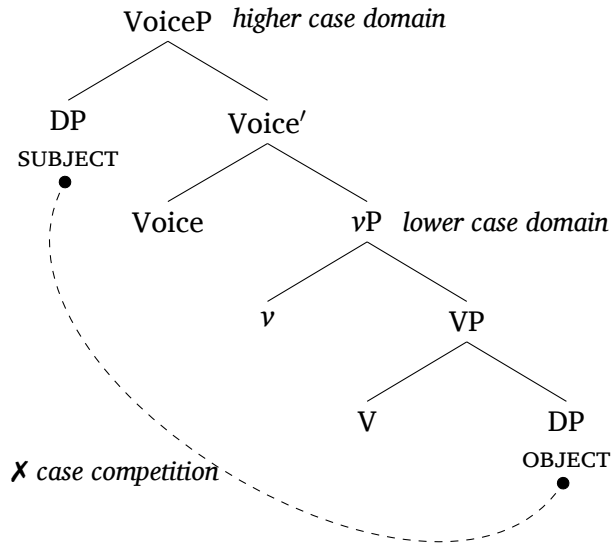 VoiceP higher case domain
DP Voice′
SUBJECT
Voice vP lower case domain
v VP
V DP
OBJECT
✗ case competition